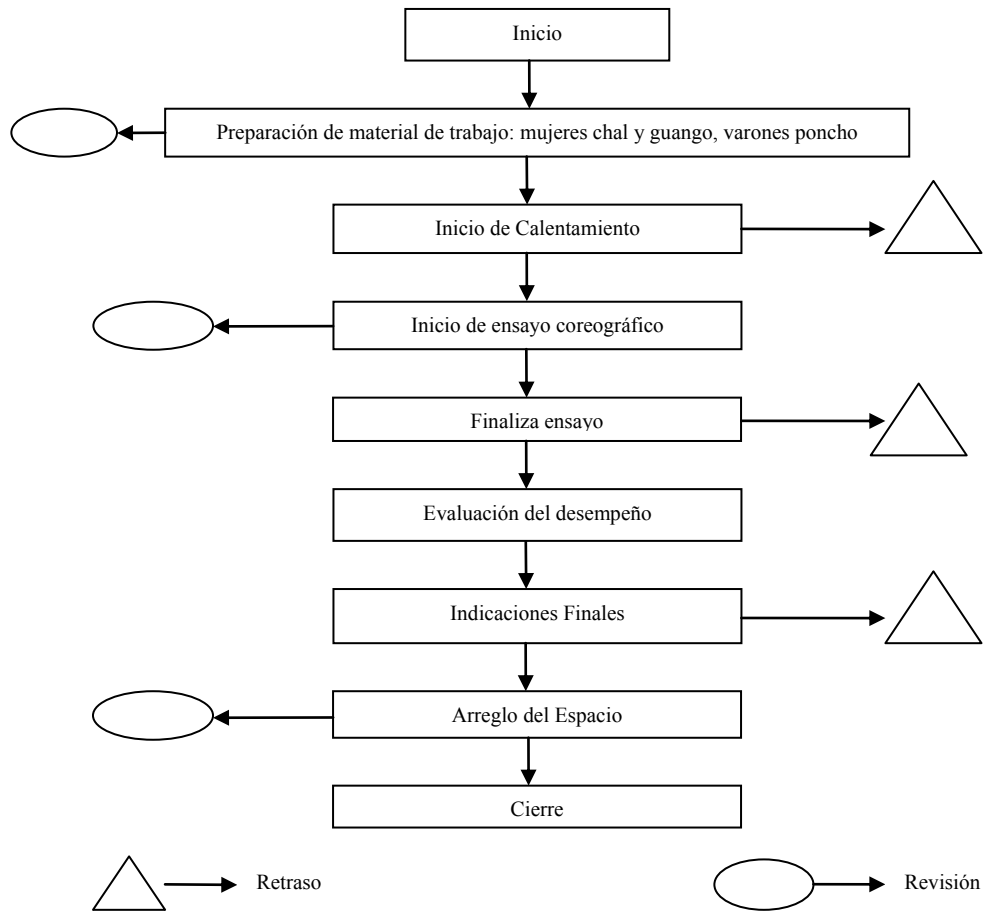 Inicio
Preparación de material de trabajo: mujeres chal y guango, varones poncho
Inicio de Calentamiento
Inicio de ensayo coreográfico
Finaliza ensayo
Evaluación del desempeño
Indicaciones Finales
Arreglo del Espacio
Cierre
Retraso
Revisión